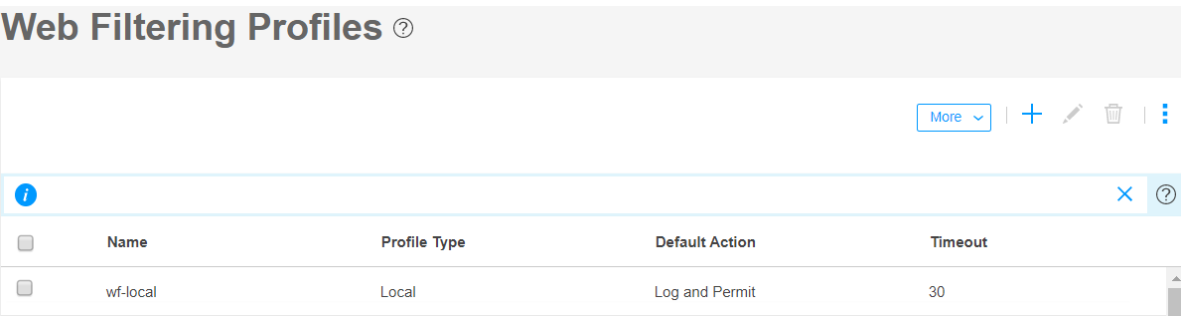 Web Filtering Profiles ?
More
i
?
Name Profile Type Default Action Timeout
wf-local Local Log and Permit 30